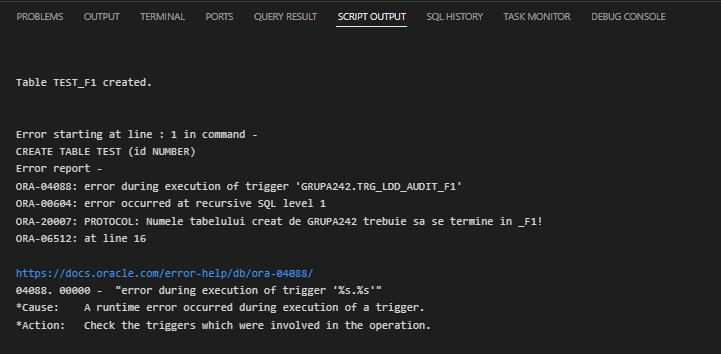 PROBLEMS OUTPUT TERMINAL PORTS QUERY RESULT SCRIPT OUTPUT SQL HISTORY TASK MONITOR DEBUG CONSOLE
Table TEST_F1 created.
Error starting at line : 1 in command -
CREATE TABLE TEST (id NUMBER)
Error report -
ORA-04088: error during execution of trigger 'GRUPA242.TRG_LDD_AUDIT_F1'
ORA-00604: error occurred at recursive SQL level 1
ORA-20007: PROTOCOL: Numele tabelului creat de GRUPA242 trebuie sa se termine in _F1!
ORA-06512: at line 16
https://docs.oracle.com/error-help/db/ora-04088/
04088. 00000 -  "error during execution of trigger '%s.%s'"
*Cause:    A runtime error occurred during execution of a trigger.
*Action:   Check the triggers which were involved in the operation.